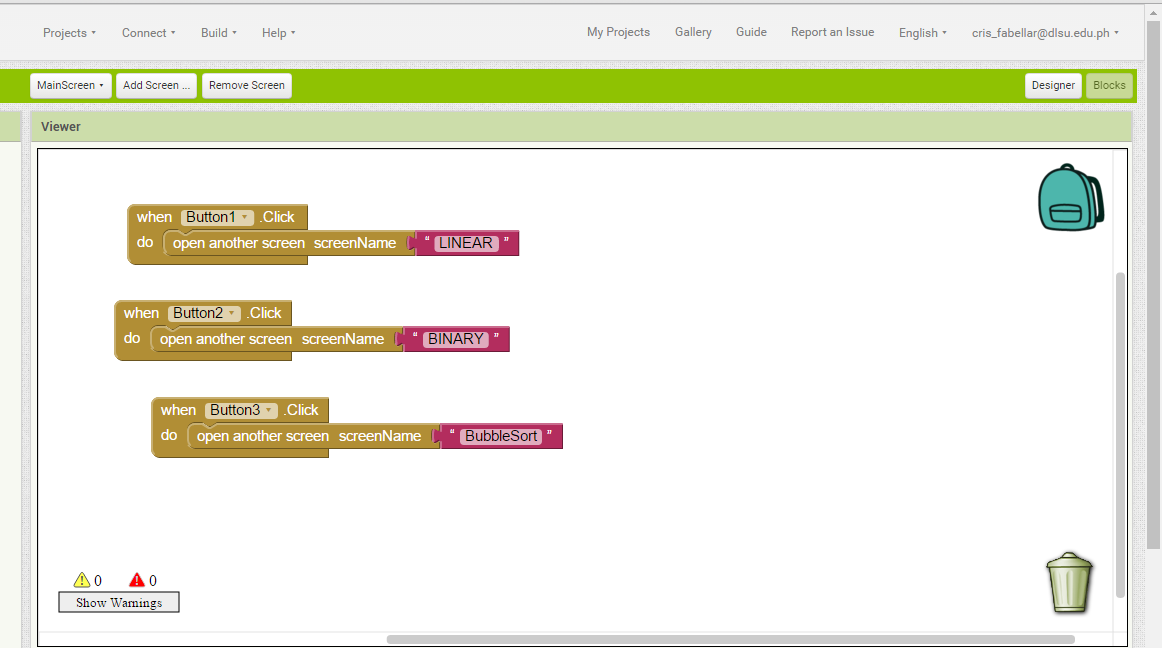 Projects Connect Build Help My Projects Gallery Guide Report an Issue English cris_fabellar@dlsu.edu.ph
MainScreen Add Screen ... Remove Screen Designer Blocks
Viewer
when Button1 .Click
do open another screen screenName “ LINEAR ”
when Button2 .Click
do open another screen screenName “ BINARY ”
when Button3 .Click
do open another screen screenName “ BubbleSort ”
0 0
Show Warnings